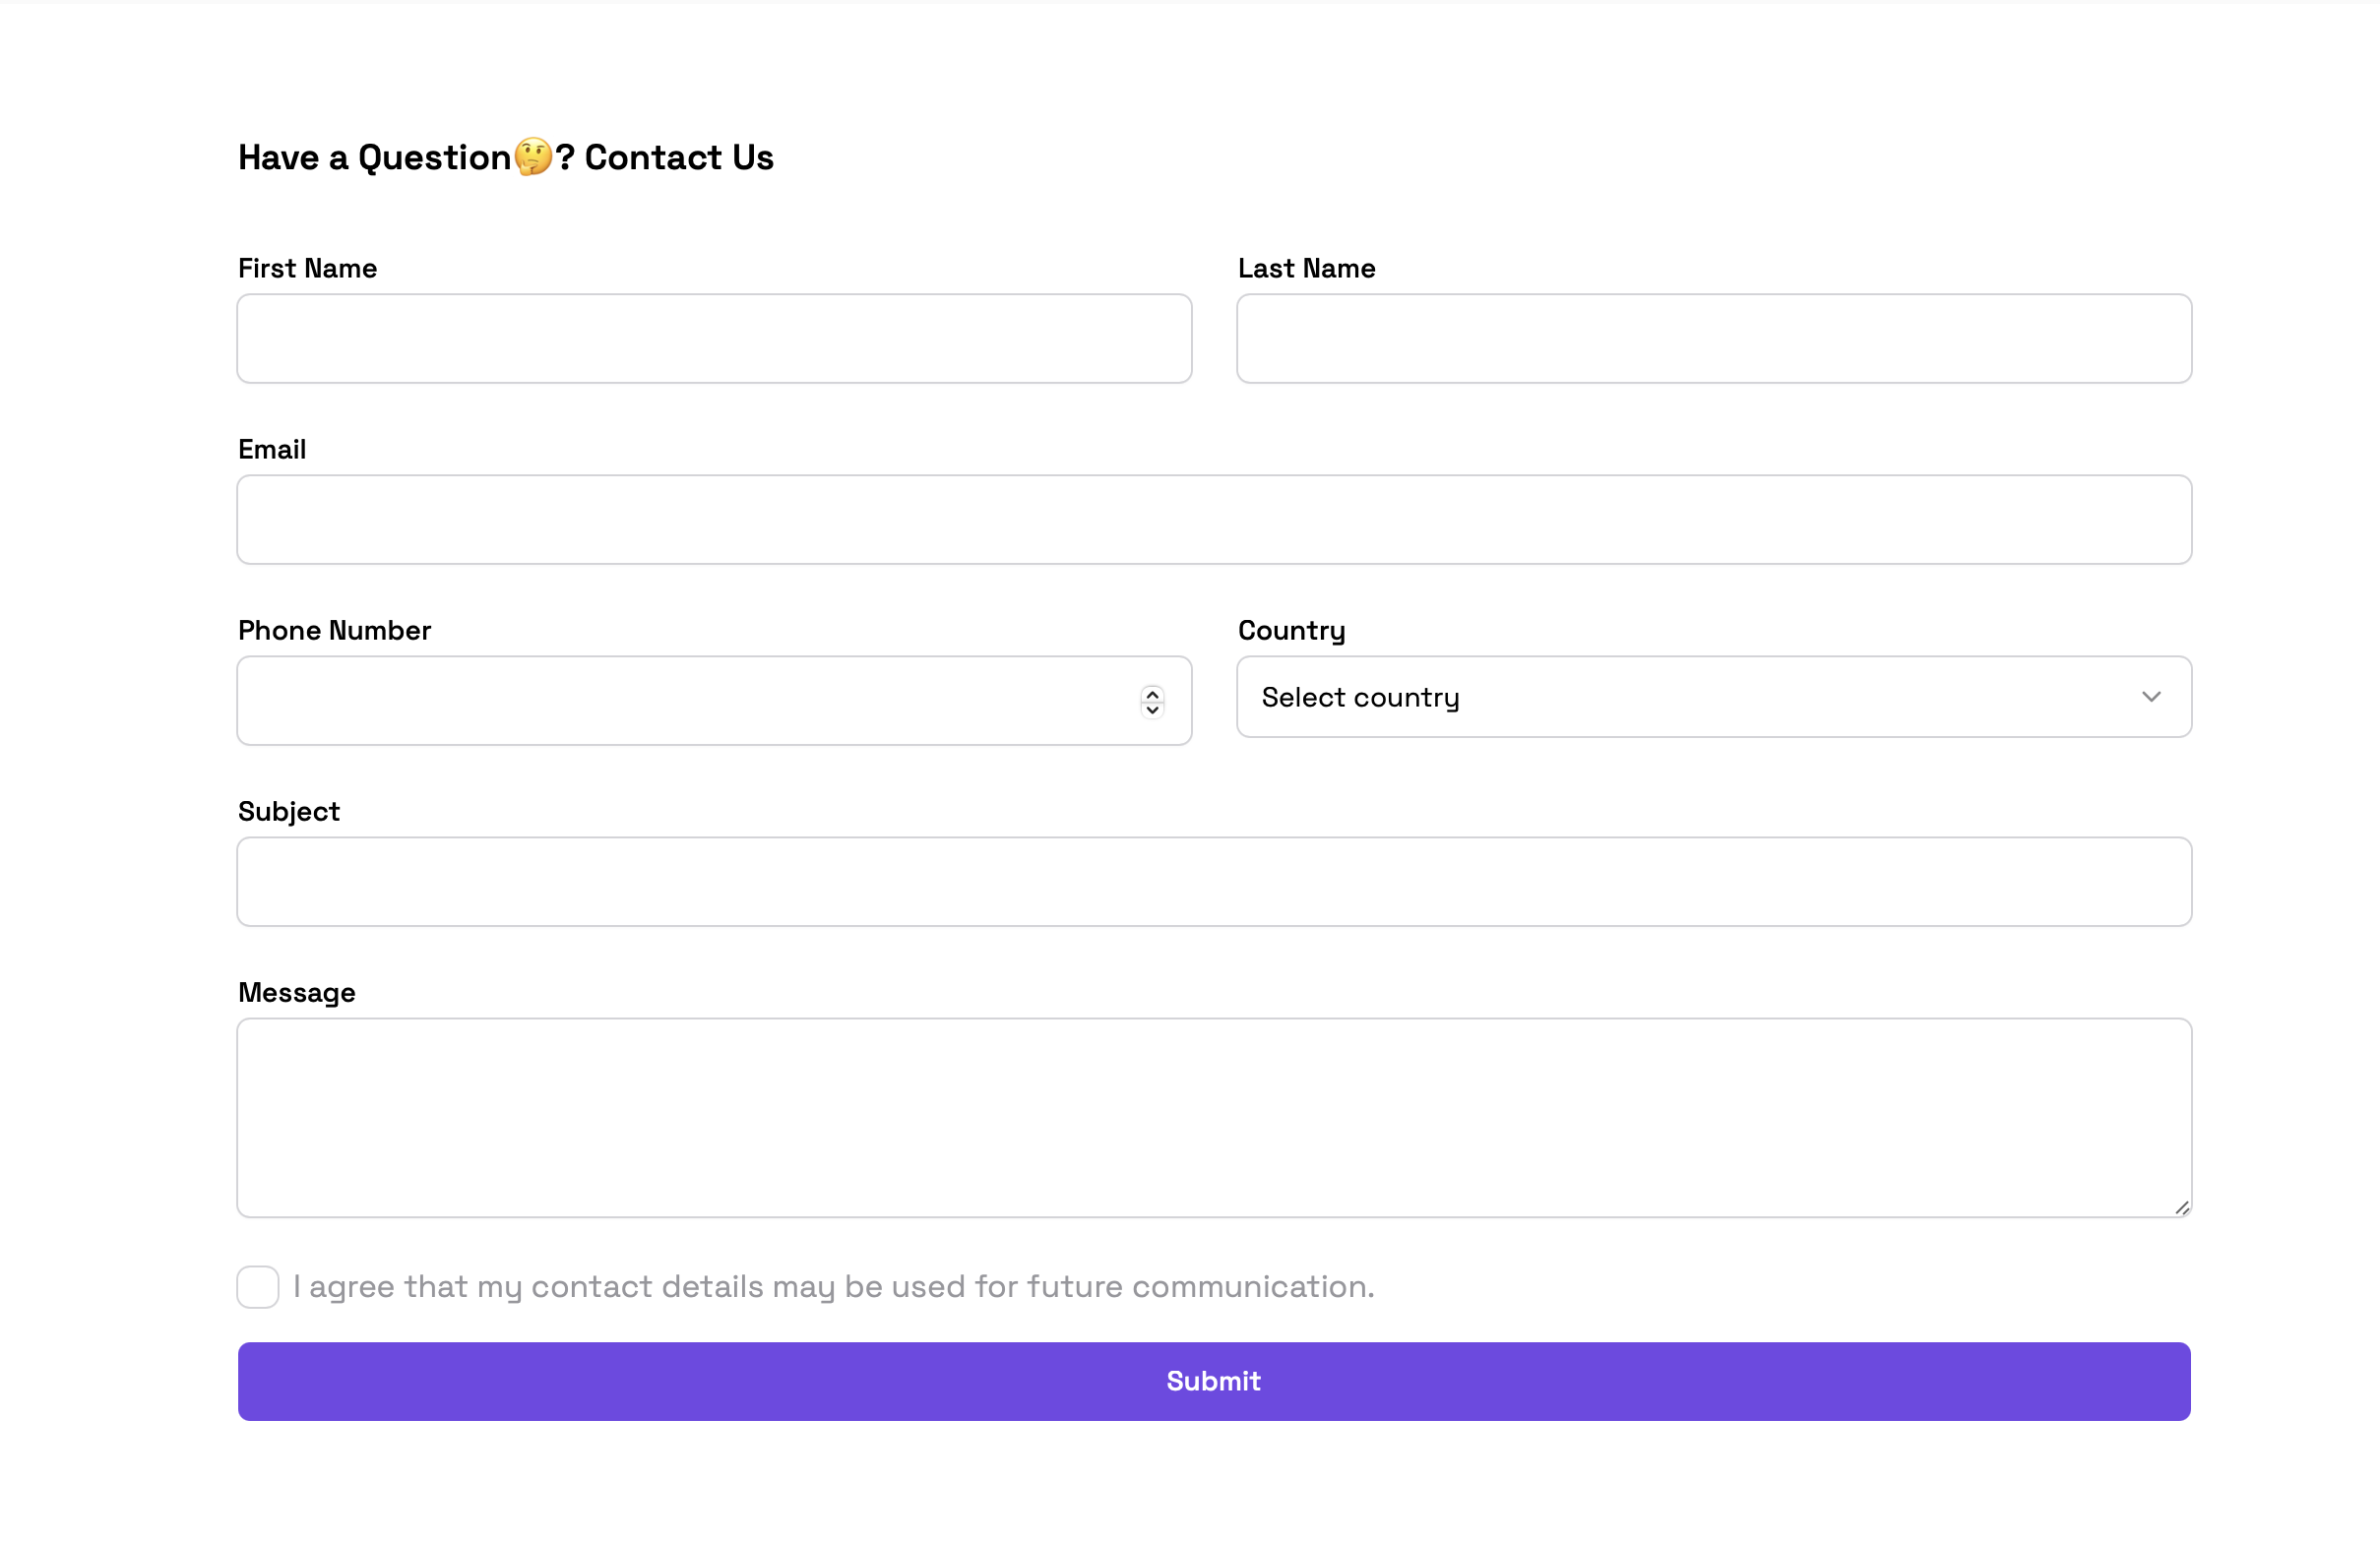 Have a Question🤔? Contact Us
First Name
Last Name
Email
Phone Number
Country
Select country
Subject
Message
I agree that my contact details may be used for future communication.
Submit